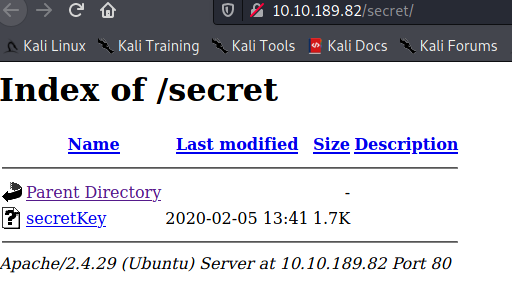 10.10.189.82/secret/
Kali Linux Kali Training Kali Tools Kali Docs Kali Forums
Index of /secret
Name Last modified Size Description
Parent Directory -
secretKey 2020-02-05 13:41 1.7K
Apache/2.4.29 (Ubuntu) Server at 10.10.189.82 Port 80